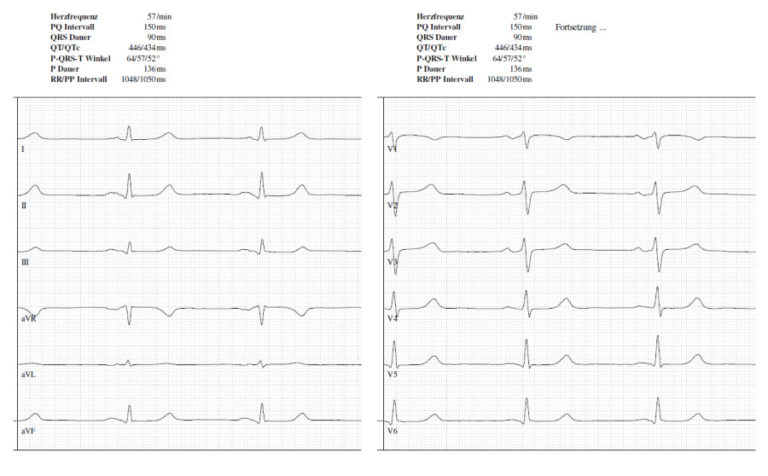 Herzfrequenz 57/min
PQ Intervall 150ms
QRS Dauer 90ms
QT/QTc 446/434ms
P-QRS-T Winkel 64/57/52°
P Dauer 136ms
RR/PP Intervall 1048/1050ms
I
II
III
aVR
aVL
aVF
Herzfrequenz 57/min
PQ Intervall 150ms
QRS Dauer 90ms
QT/QTc 446/434ms
P-QRS-T Winkel 64/57/52°
P Dauer 136ms
RR/PP Intervall 1048/1050ms
Fortsetzung ...
V1
V2
V3
V4
V5
V6